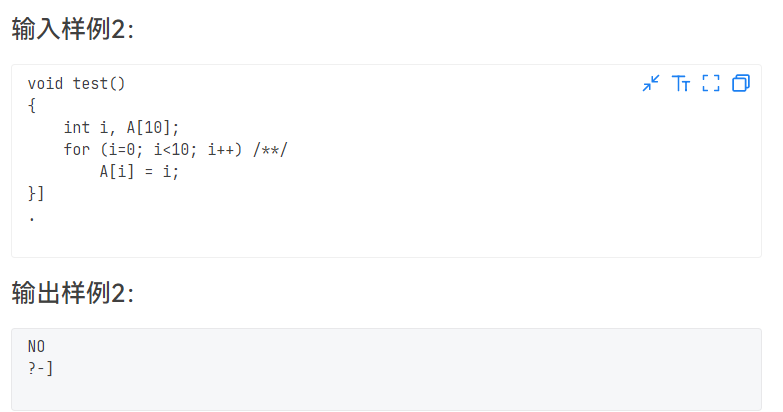 输入样例2:
void test()
{
    int i, A[10];
    for (i=0; i<10; i++) /**/
        A[i] = i;
}]
.
输出样例2:
NO
?-]